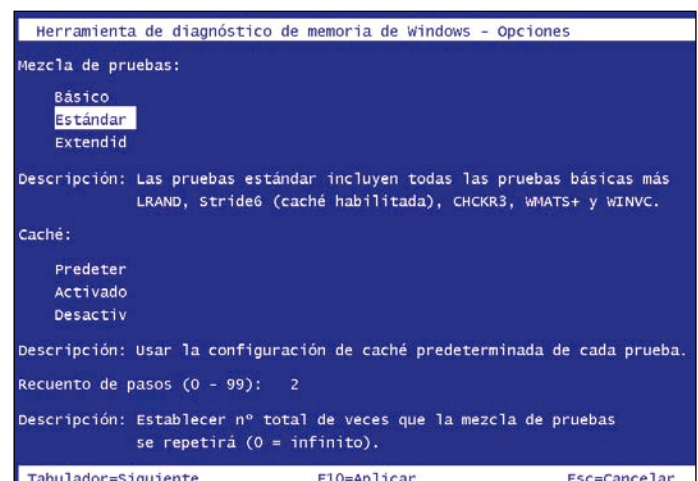 Herramienta de diagnóstico de memoria de Windows - Opciones
Mezcla de pruebas:
Básico
Estándar
Extendid
Descripción: Las pruebas estándar incluyen todas las pruebas básicas más
LRAND, Stride6 (caché habilitada), CHCKR3, WMATS+ y WINVC.
Caché:
Predeter
Activado
Desactiv
Descripción: Usar la configuración de caché predeterminada de cada prueba.
Recuento de pasos (0 - 99): 2
Descripción: Establecer nº total de veces que la mezcla de pruebas
se repetirá (0 = infinito).
Tabulador=Siguiente F10=Aplicar Esc=Cancelar